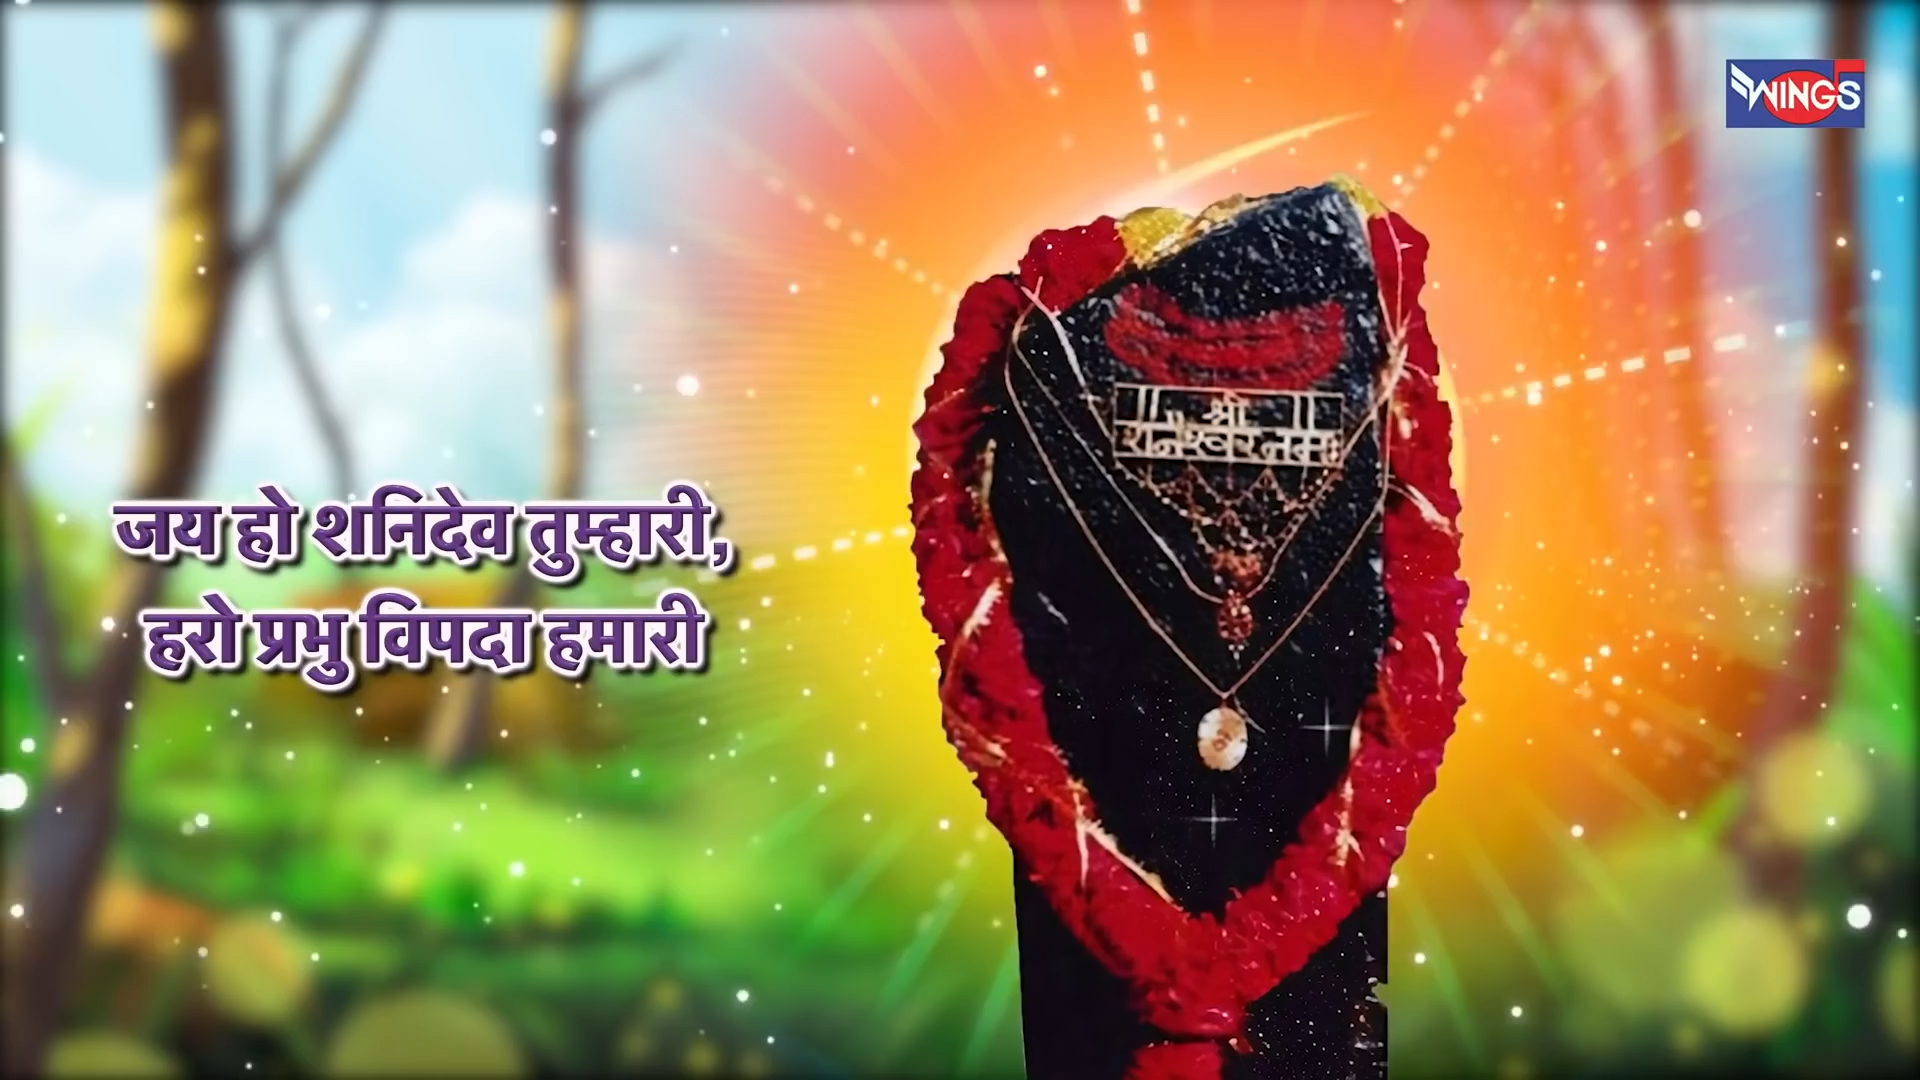 WINGS
॥ श्री ॥
जय हो शनिदेव तुम्हारी,
हरो प्रभु विपदा हमारी